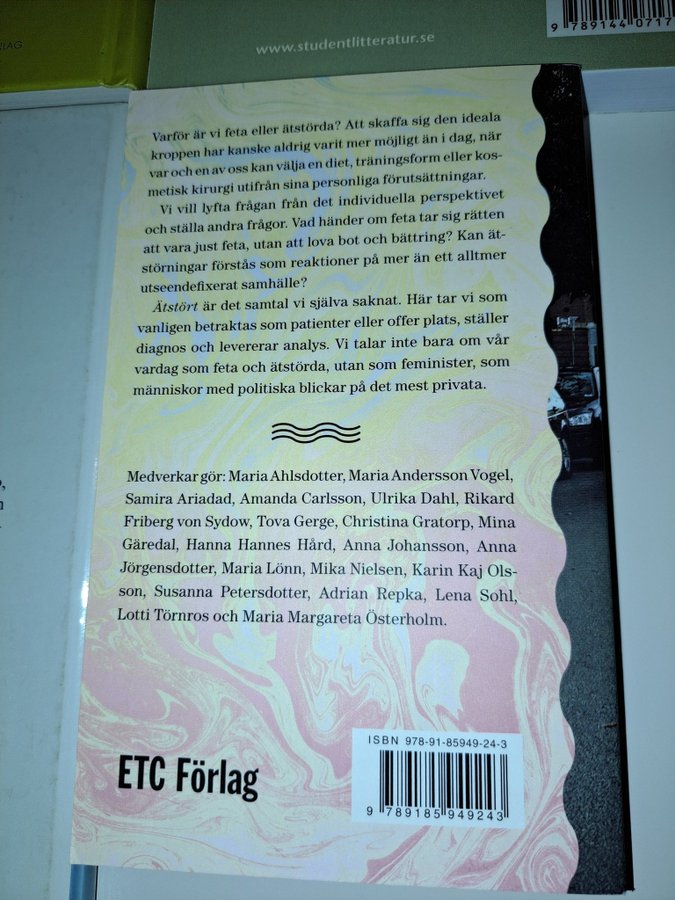 www.studentlitteratur.se
9 789144 0717
Varför är vi feta eller ätstörda? Att skaffa sig den ideala
kroppen har kanske aldrig varit mer möjligt än i dag, när
var och en av oss kan välja en diet, träningsform eller kos-
metisk kirurgi utifrån sina personliga förutsättningar.
Vi vill lyfta frågan från det individuella perspektivet
och ställa andra frågor. Vad händer om feta tar sig rätten
att vara just feta, utan att lova bot och bättring? Kan ät-
störningar förstås som reaktioner på mer än ett alltmer
utseendefixerat samhälle?
Ätstört är det samtal vi själva saknat. Här tar vi som
vanligen betraktas som patienter eller offer plats, ställer
diagnos och levererar analys. Vi talar inte bara om vår
vardag som feta och ätstörda, utan som feminister, som
människor med politiska blickar på det mest privata.
Medverkar gör: Maria Ahlsdotter, Maria Andersson Vogel,
Samira Ariadad, Amanda Carlsson, Ulrika Dahl, Rikard
Friberg von Sydow, Tova Gerge, Christina Gratorp, Mina
Gäredal, Hanna Hannes Hård, Anna Johansson, Anna
Jörgensdotter, Maria Lönn, Mika Nielsen, Karin Kaj Ols-
son, Susanna Petersdotter, Adrian Repka, Lena Sohl,
Lotti Törnros och Maria Margareta Österholm.
ISBN 978-91-85949-24-3
ETC Förlag
9 789185 949243